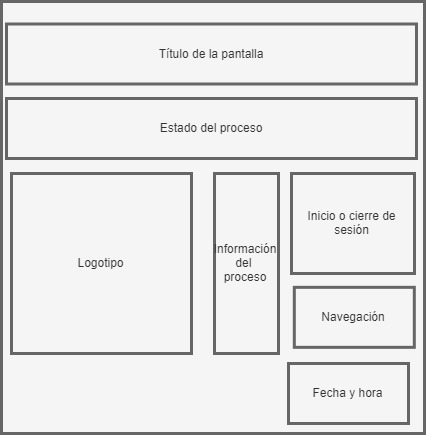 Título de la pantalla
Estado del proceso
Logotipo
Información
del
proceso
Inicio o cierre de
sesión
Navegación
Fecha y hora